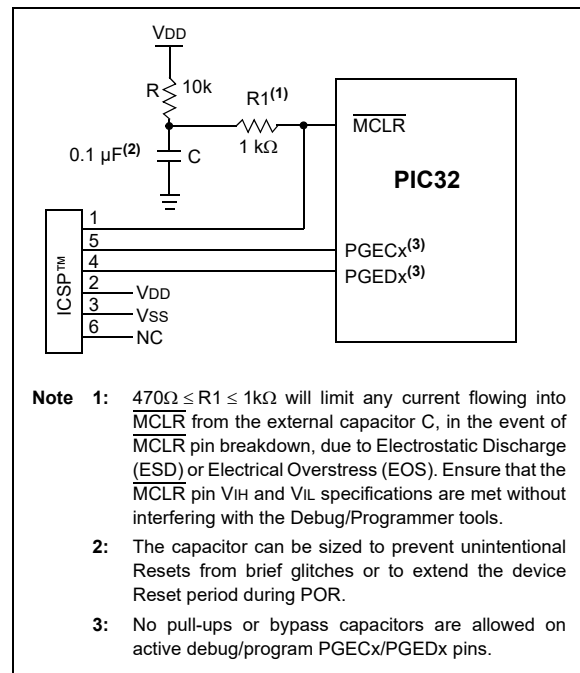 VDD
R 10k
R1(1)
1 kΩ
0.1 µF(2) C
MCLR
PIC32
PGECx(3)
PGEDx(3)
ICSP™
1
5
4
2 VDD
3 VSS
6 NC
Note 1: 470Ω ≤ R1 ≤ 1kΩ will limit any current flowing into
MCLR from the external capacitor C, in the event of
MCLR pin breakdown, due to Electrostatic Discharge
(ESD) or Electrical Overstress (EOS). Ensure that the
MCLR pin VIH and VIL specifications are met without
interfering with the Debug/Programmer tools.
2: The capacitor can be sized to prevent unintentional
Resets from brief glitches or to extend the device
Reset period during POR.
3: No pull-ups or bypass capacitors are allowed on
active debug/program PGECx/PGEDx pins.